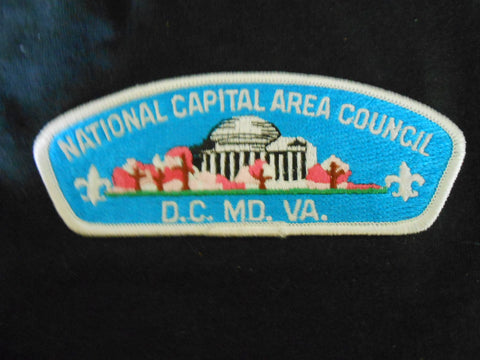 NATIONAL CAPITAL AREA COUNCIL
D.C. MD. VA.